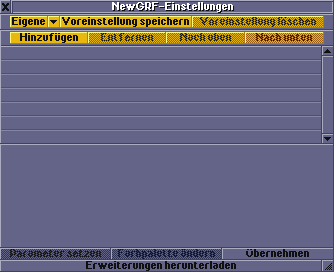 NewGRF-Einstellungen
Eigene Voreinstellung speichern Voreinstellung löschen
Hinzufügen Entfernen Nach oben Nach unten
Parameter setzen Farbpalette ändern Übernehmen
Erweiterungen herunterladen